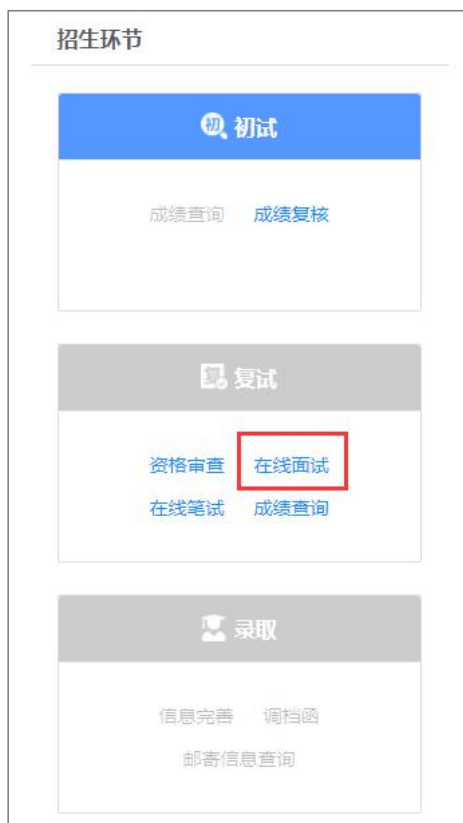 招生环节
初 初试
成绩查询 成绩复核
复 复试
资格审查 在线面试
在线笔试 成绩查询
录取
信息完善 调档函
邮寄信息查询